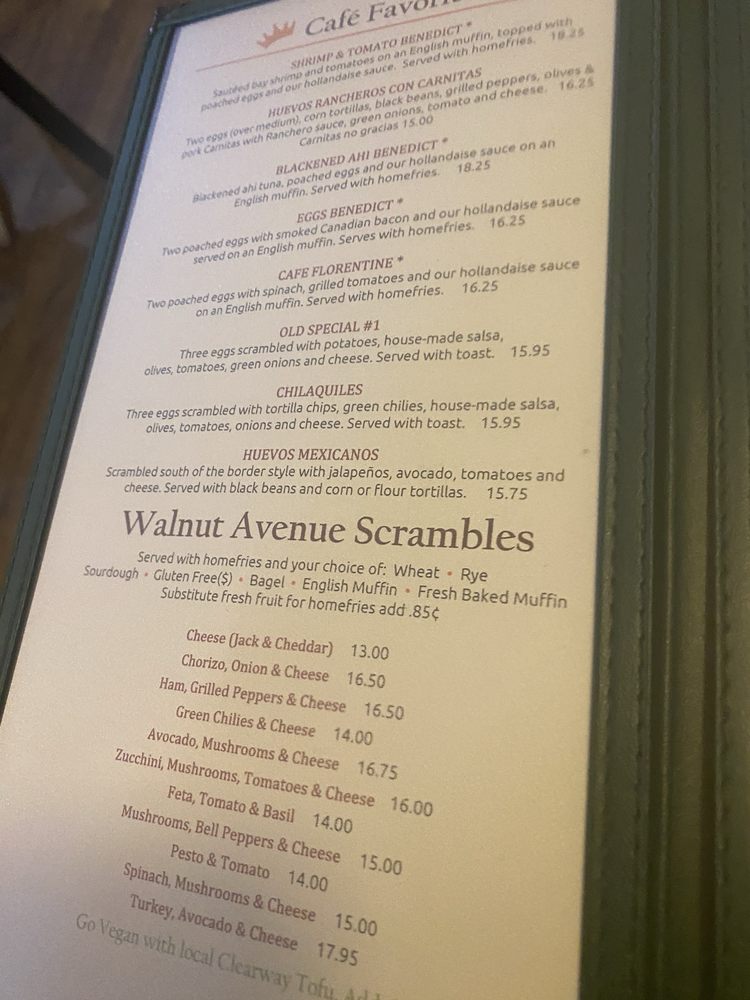 Café Favori
SHRIMP & TOMATO BENEDICT *
Sautéed bay shrimp and tomatoes on an English muffin, topped with
poached eggs and our hollandaise sauce. Served with homefries. 18.25
HUEVOS RANCHEROS CON CARNITAS
Two eggs (over medium), corn tortillas, black beans, grilled peppers, olives &
pork Carnitas with Ranchero sauce, green onions, tomato and cheese. 16.25
Carnitas no gracias 15.00
BLACKENED AHI BENEDICT *
Blackened ahi tuna, poached eggs and our hollandaise sauce on an
English muffin. Served with homefries. 18.25
EGGS BENEDICT *
Two poached eggs with smoked Canadian bacon and our hollandaise sauce
served on an English muffin. Serves with homefries. 16.25
CAFE FLORENTINE *
Two poached eggs with spinach, grilled tomatoes and our hollandaise sauce
on an English muffin. Served with homefries. 16.25
OLD SPECIAL #1
Three eggs scrambled with potatoes, house-made salsa,
olives, tomatoes, green onions and cheese. Served with toast. 15.95
CHILAQUILES
Three eggs scrambled with tortilla chips, green chilies, house-made salsa,
olives, tomatoes, onions and cheese. Served with toast. 15.95
HUEVOS MEXICANOS
Scrambled south of the border style with jalapeños, avocado, tomatoes and
cheese. Served with black beans and corn or flour tortillas. 15.75
Walnut Avenue Scrambles
Served with homefries and your choice of: Wheat • Rye
Sourdough • Gluten Free($) • Bagel • English Muffin • Fresh Baked Muffin
Substitute fresh fruit for homefries add .85¢
Cheese (Jack & Cheddar) 13.00
Chorizo, Onion & Cheese 16.50
Ham, Grilled Peppers & Cheese 16.50
Green Chilies & Cheese 14.00
Avocado, Mushrooms & Cheese 16.75
Zucchini, Mushrooms, Tomatoes & Cheese 16.00
Feta, Tomato & Basil 14.00
Mushrooms, Bell Peppers & Cheese 15.00
Pesto & Tomato 14.00
Spinach, Mushrooms & Cheese 15.00
Turkey, Avocado & Cheese 17.95
Go Vegan with local Clearway Tofu.